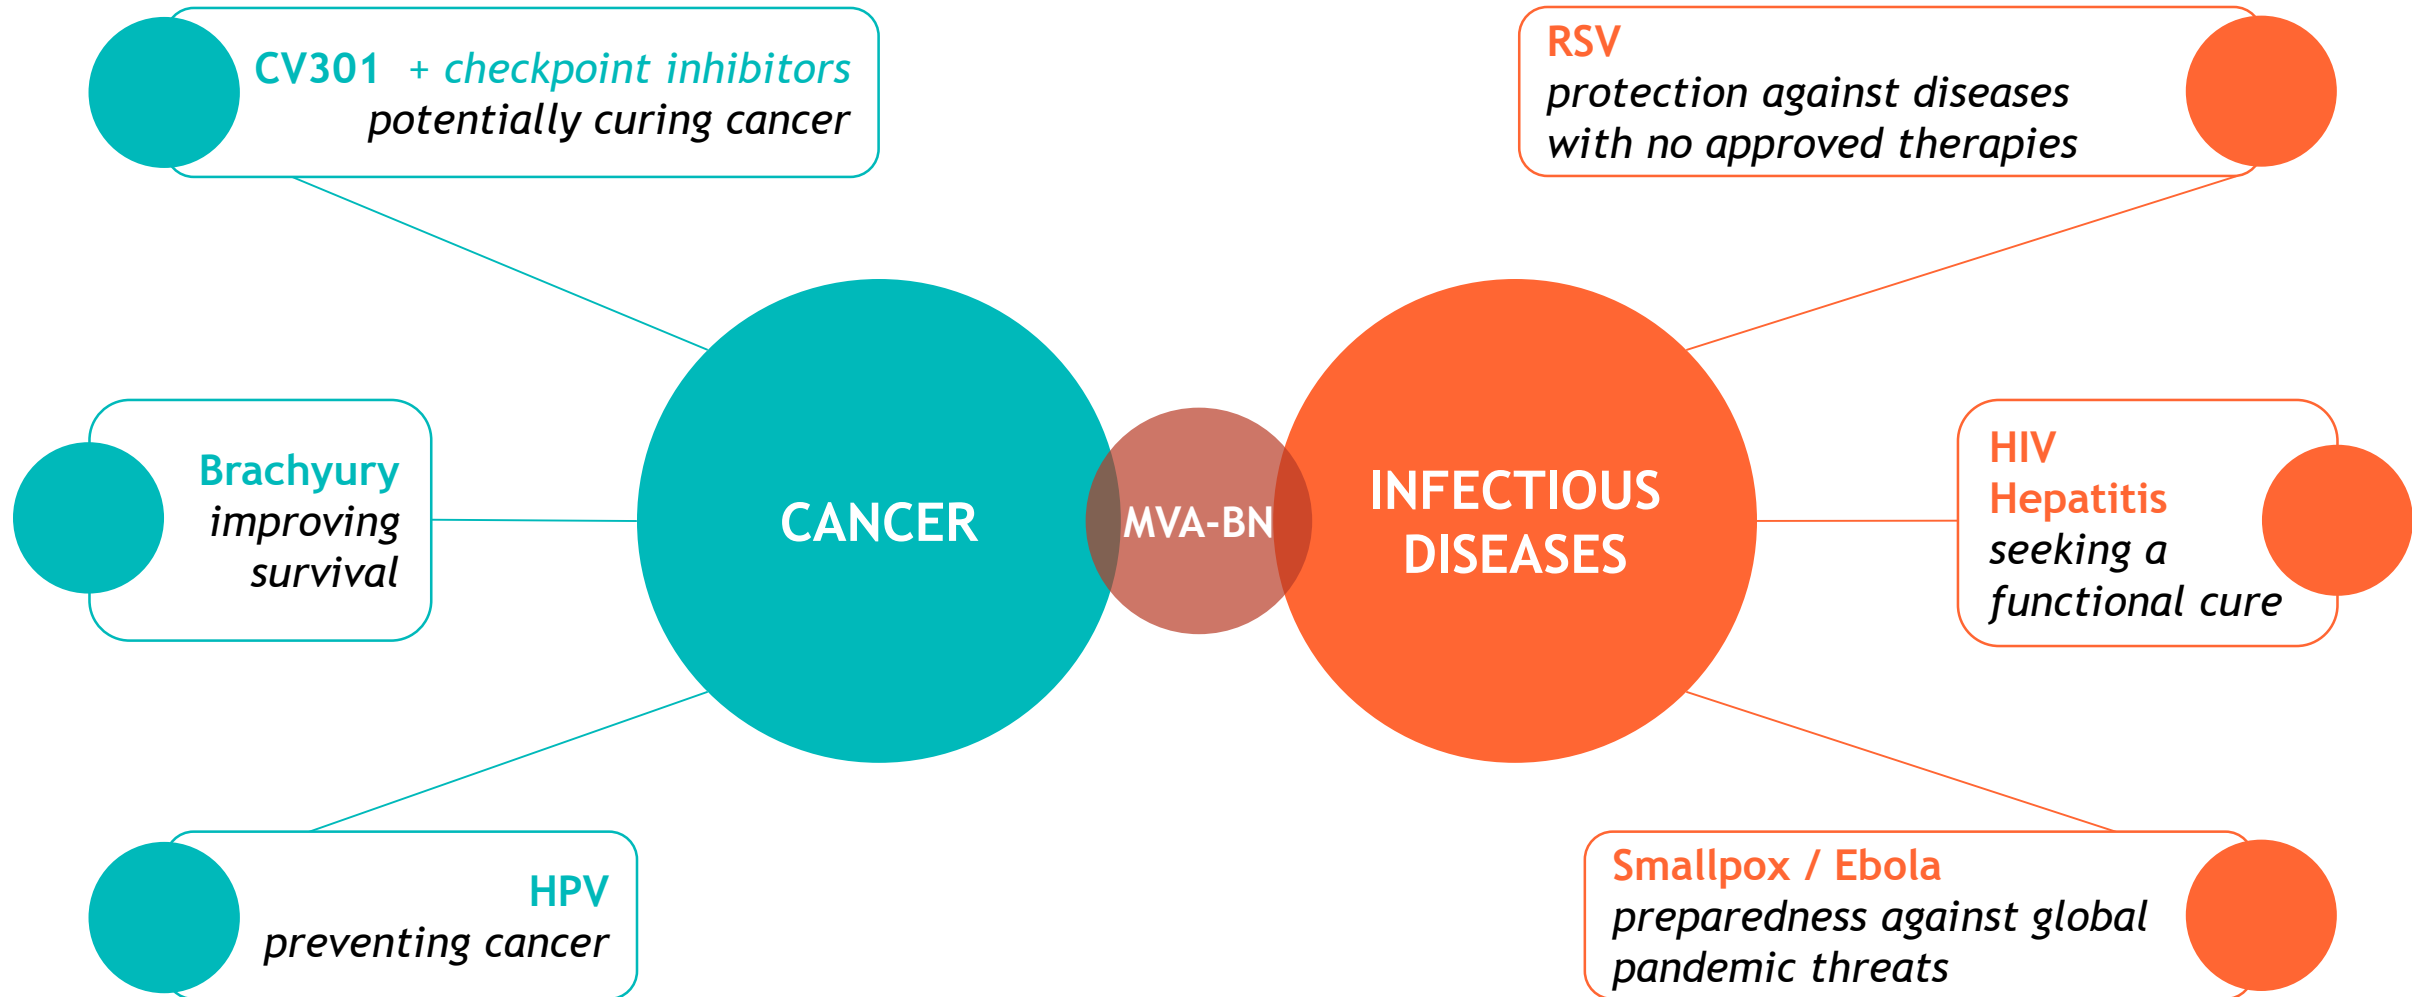 CV301 + checkpoint inhibitors
potentially curing cancer
RSV
protection against diseases
with no approved therapies
Brachyury
improving
survival
CANCER
MVA-BN
INFECTIOUS
DISEASES
HIV
Hepatitis
seeking a
functional cure
HPV
preventing cancer
Smallpox / Ebola
preparedness against global
pandemic threats